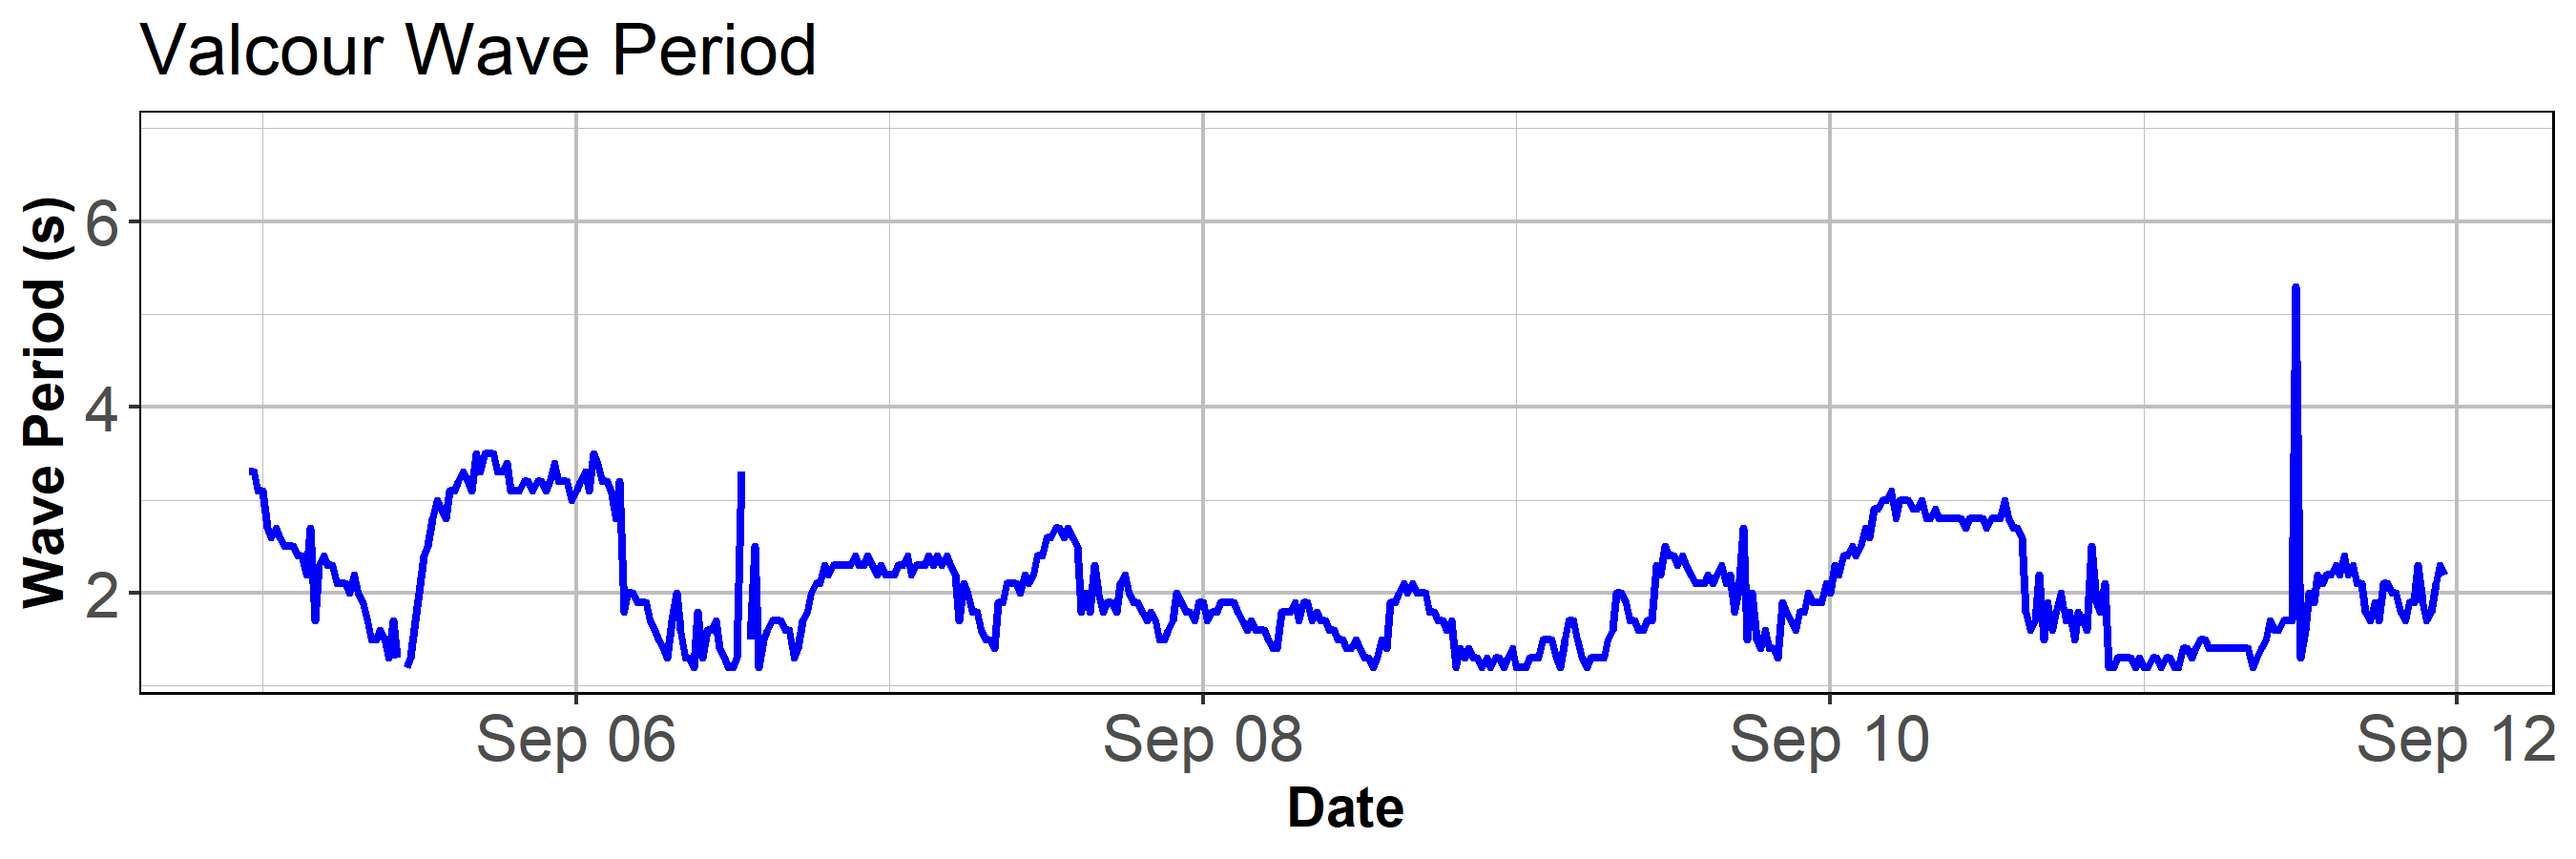 Valcour Wave Period
Wave Period (s)
6
4
2
Sep 06 Sep 08 Sep 10 Sep 12
Date